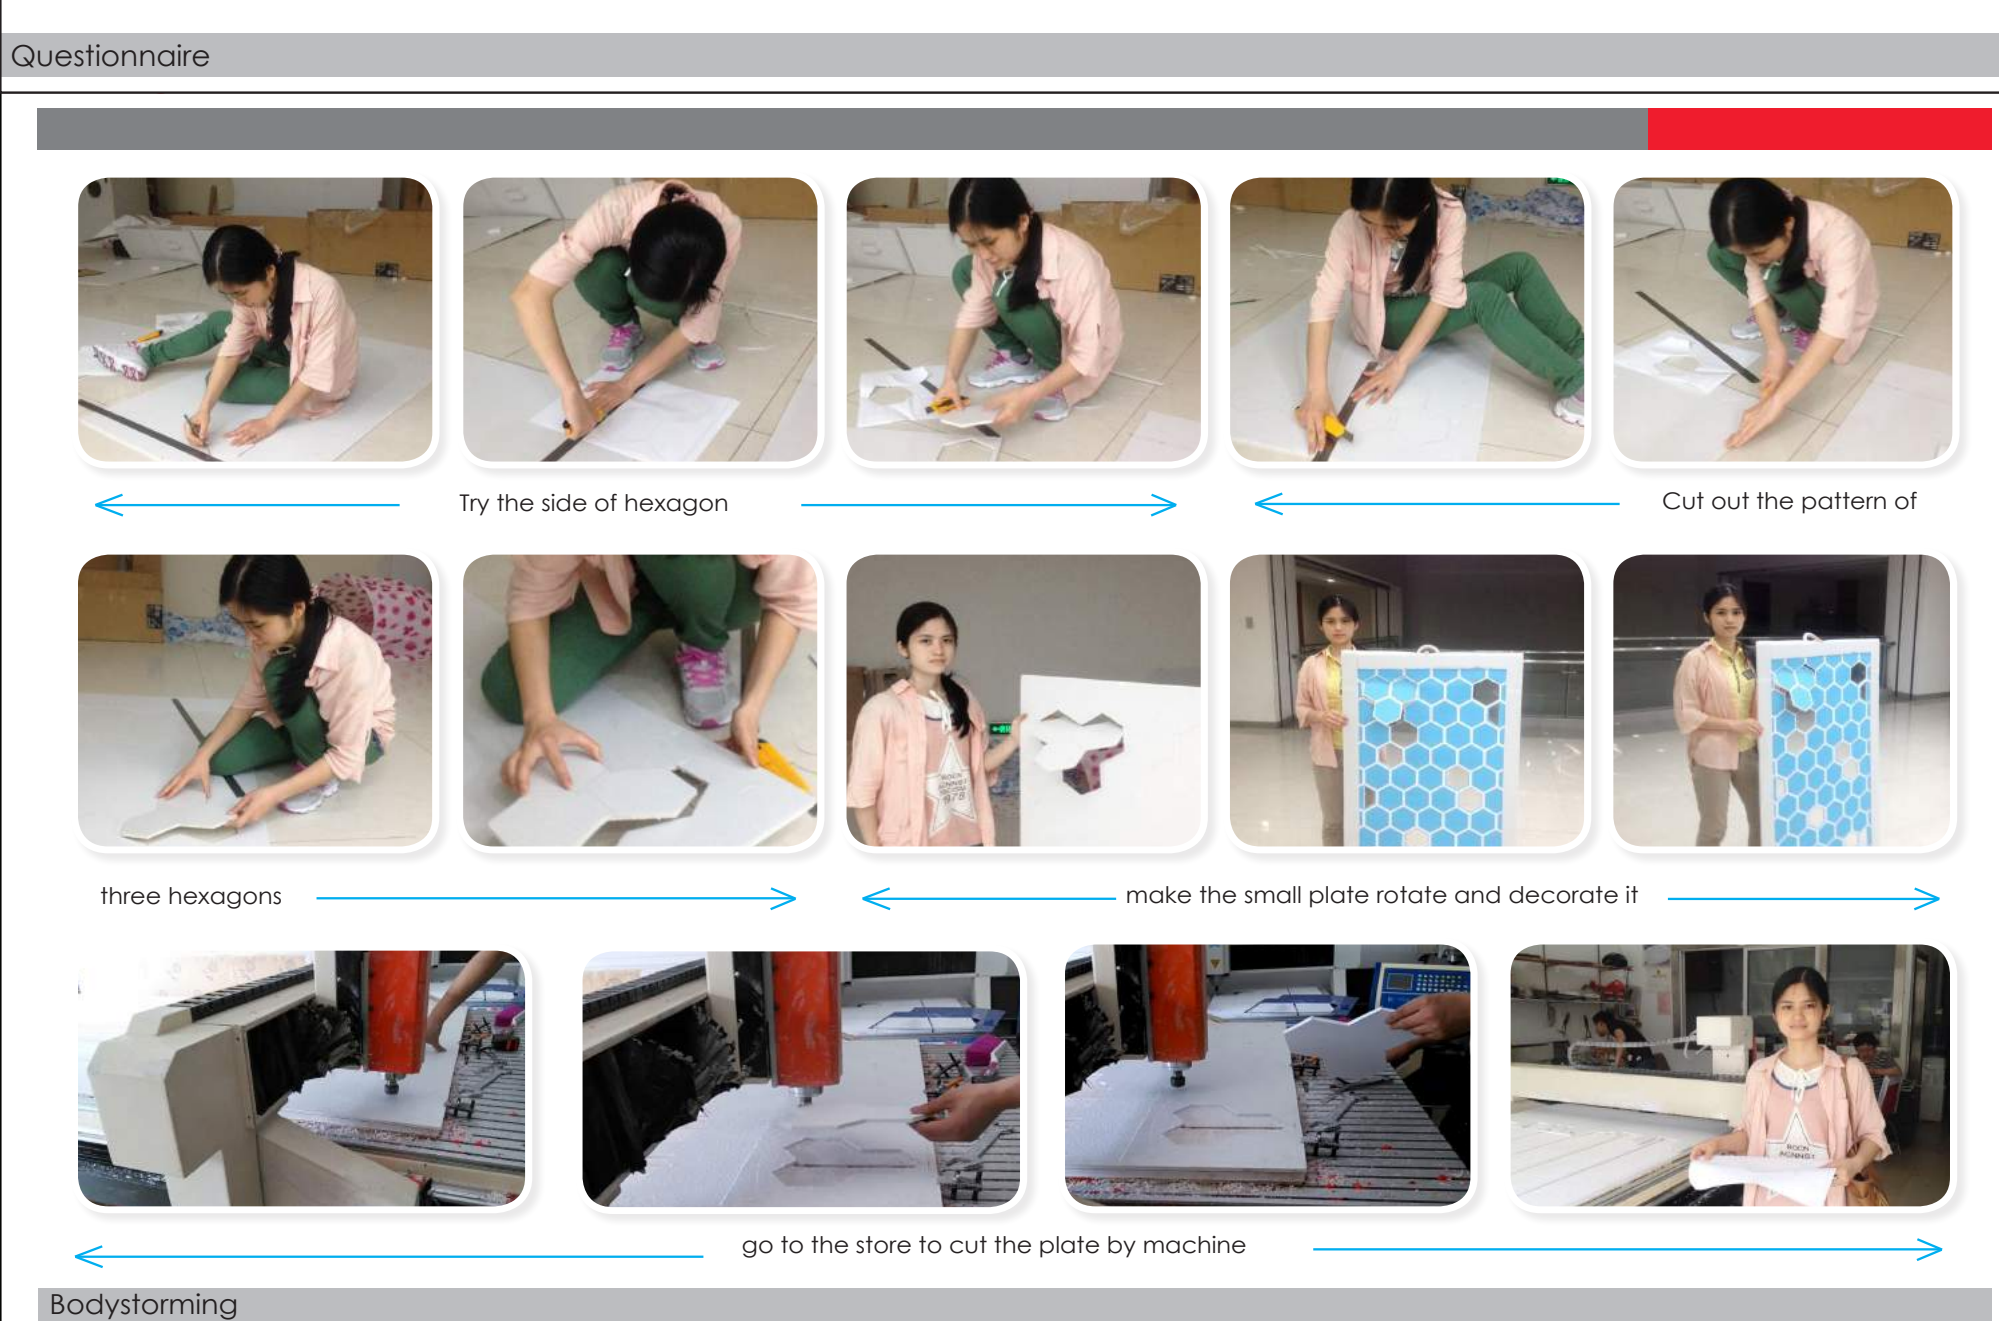 Questionnaire
Try the side of hexagon
Cut out the pattern of
three hexagons
make the small plate rotate and decorate it
go to the store to cut the plate by machine
Bodystorming